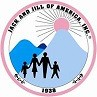 JACK AND JILL OF AMERICA, INC.
1938